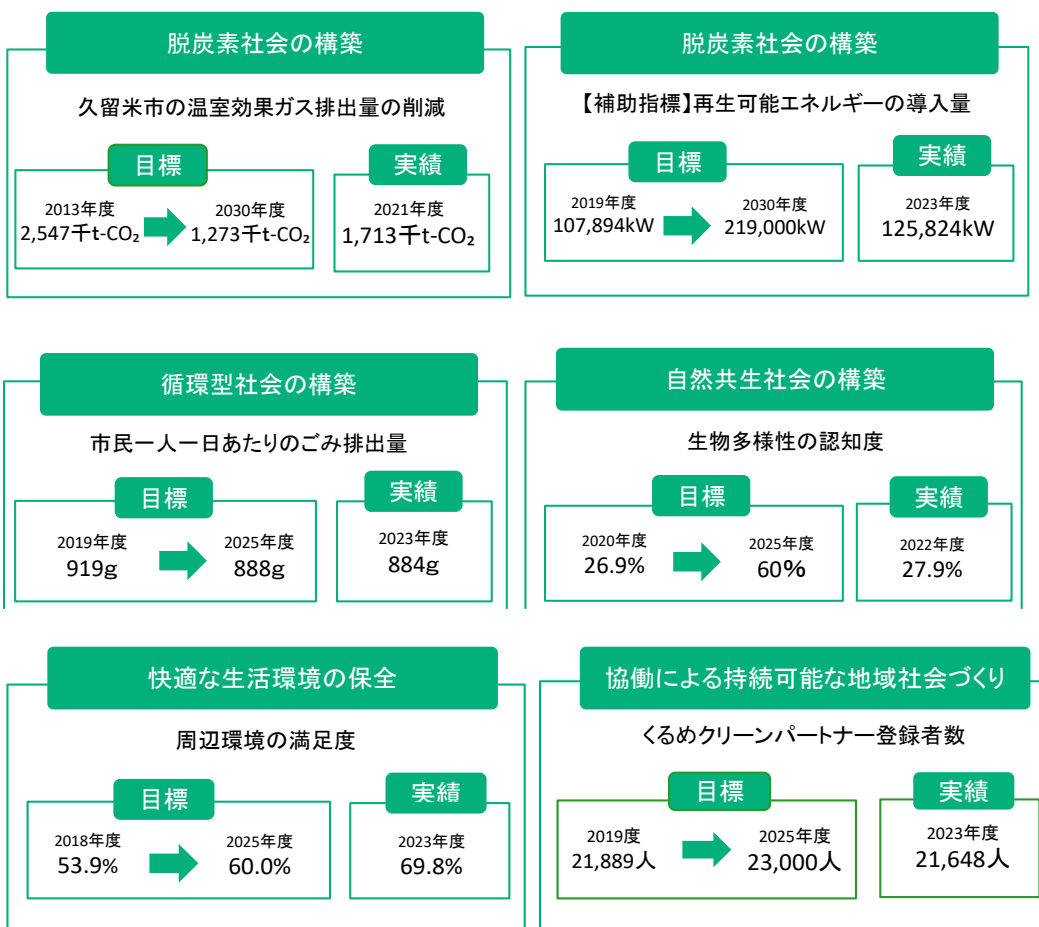 脱炭素社会の構築
久留米市の温室効果ガス排出量の削減
目標
2013年度
2,547千t-CO₂
2030年度
1,273千t-CO₂
実績
2021年度
1,713千t-CO₂
脱炭素社会の構築
【補助指標】再生可能エネルギーの導入量
目標
2019年度
107,894kW
2030年度
219,000kW
実績
2023年度
125,824kW
循環型社会の構築
市民一人一日あたりのごみ排出量
目標
2019年度
919g
2025年度
888g
実績
2023年度
884g
自然共生社会の構築
生物多様性の認知度
目標
2020年度
26.9%
2025年度
60%
実績
2022年度
27.9%
快適な生活環境の保全
周辺環境の満足度
目標
2018年度
53.9%
2025年度
60.0%
実績
2023年度
69.8%
協働による持続可能な地域社会づくり
くるめクリーンパートナー登録者数
目標
2019度
21,889人
2025年度
23,000人
実績
2023年度
21,648人